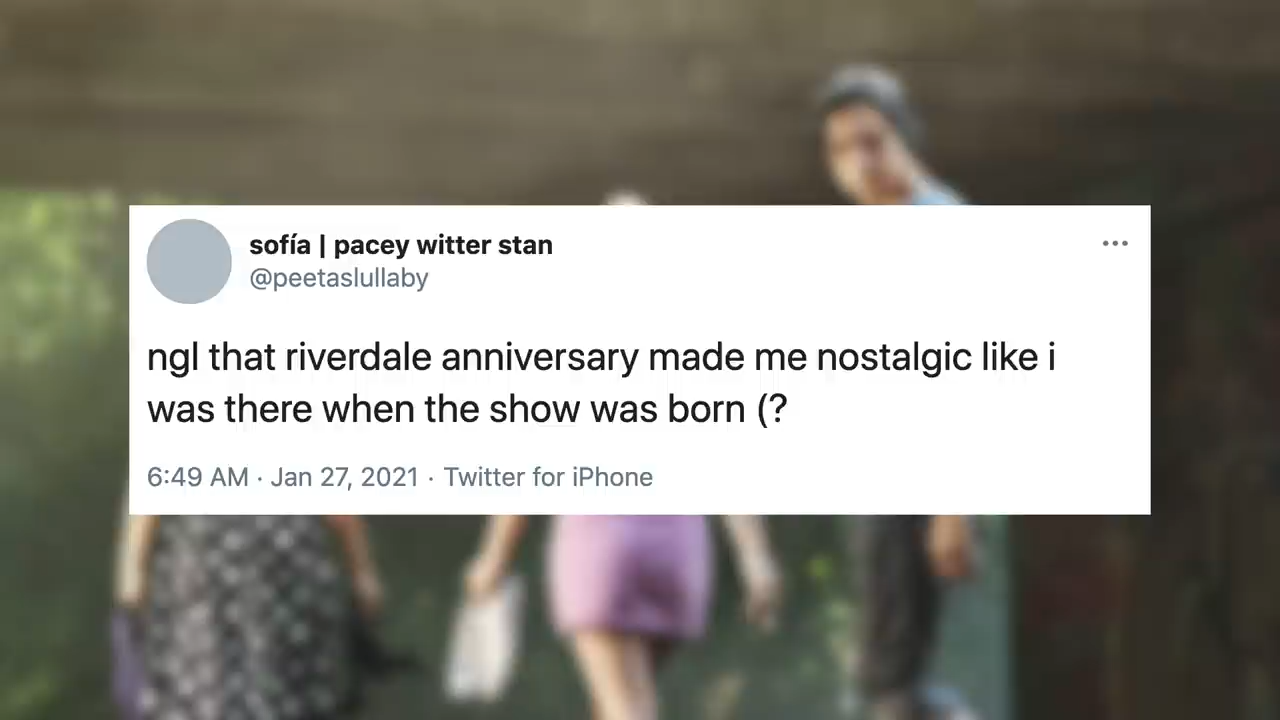 sofía | pacey witter stan
@peetaslullaby
ngl that riverdale anniversary made me nostalgic like i
was there when the show was born (?
6:49 AM · Jan 27, 2021 · Twitter for iPhone